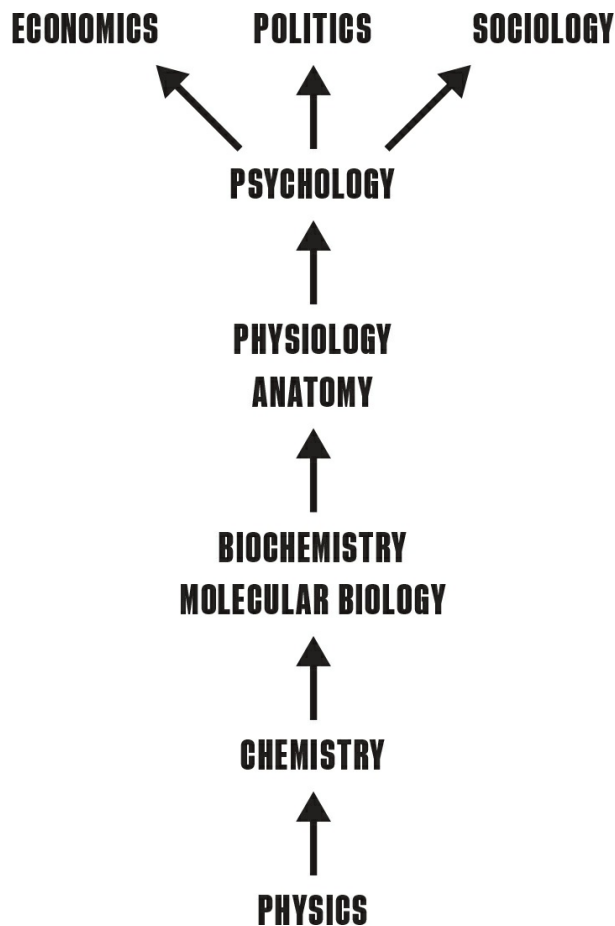 ECONOMICS POLITICS SOCIOLOGY
PSYCHOLOGY
PHYSIOLOGY
ANATOMY
BIOCHEMISTRY
MOLECULAR BIOLOGY
CHEMISTRY
PHYSICS